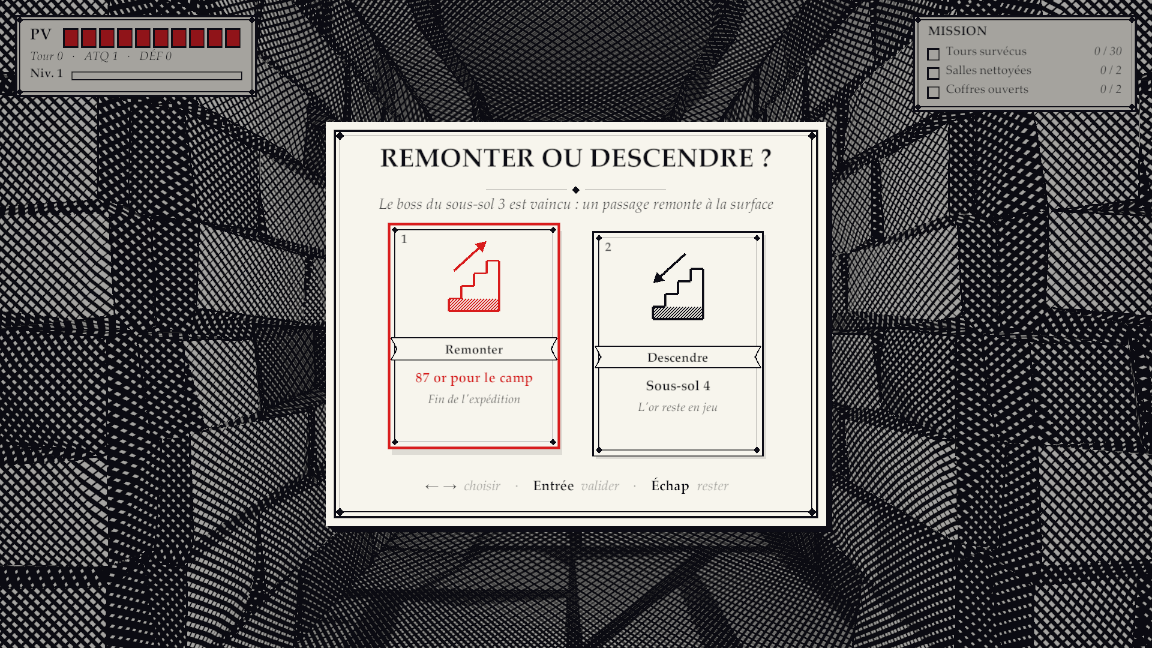 PV
Tour 0 · ATQ 1 · DÉF 0
Niv. 1
MISSION
Tours survécus 0 / 30
Salles nettoyées 0 / 2
Coffres ouverts 0 / 2
REMONTER OU DESCENDRE ?
Le boss du sous-sol 3 est vaincu : un passage remonte à la surface
1
Remonter
87 or pour le camp
Fin de l'expédition
2
Descendre
Sous-sol 4
L'or reste en jeu
← → choisir · Entrée valider · Échap rester